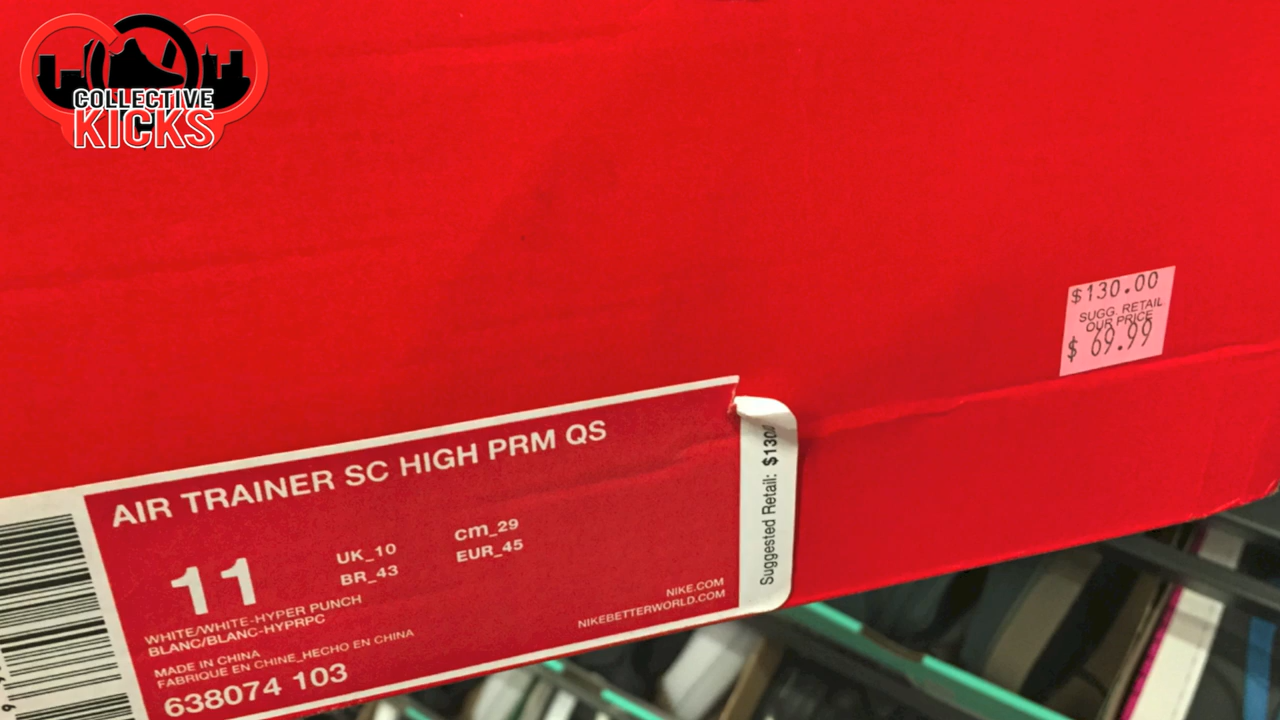 COLLECTIVE
KICKS
$130.00
SUGG. RETAIL
OUR PRICE
$ 69.99
AIR TRAINER SC HIGH PRM QS
11
UK_10
BR_43
cm_29
EUR_45
WHITE/WHITE-HYPER PUNCH
BLANC/BLANC-HYPRPC
MADE IN CHINA
FABRIQUE EN CHINE_HECHO EN CHINA
638074 103
NIKE.COM
NIKEBETTERWORLD.COM
Suggested Retail: $130